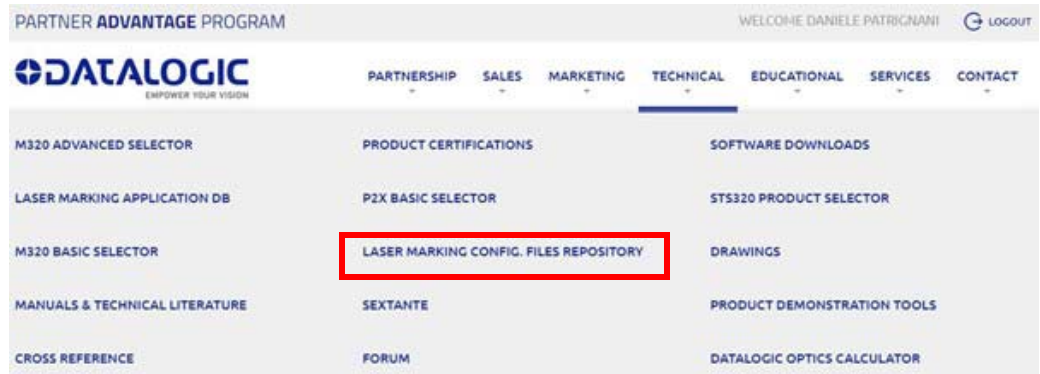 PARTNER ADVANTAGE PROGRAM WELCOME DANIELE PATRIGNANI LOGOUT
DATALOGIC
EMPOWER YOUR VISION
PARTNERSHIP SALES MARKETING TECHNICAL EDUCATIONAL SERVICES CONTACT
M320 ADVANCED SELECTOR PRODUCT CERTIFICATIONS SOFTWARE DOWNLOADS
LASER MARKING APPLICATION DB P2X BASIC SELECTOR STS320 PRODUCT SELECTOR
M320 BASIC SELECTOR LASER MARKING CONFIG. FILES REPOSITORY DRAWINGS
MANUALS & TECHNICAL LITERATURE SEXTANTE PRODUCT DEMONSTRATION TOOLS
CROSS REFERENCE FORUM DATALOGIC OPTICS CALCULATOR